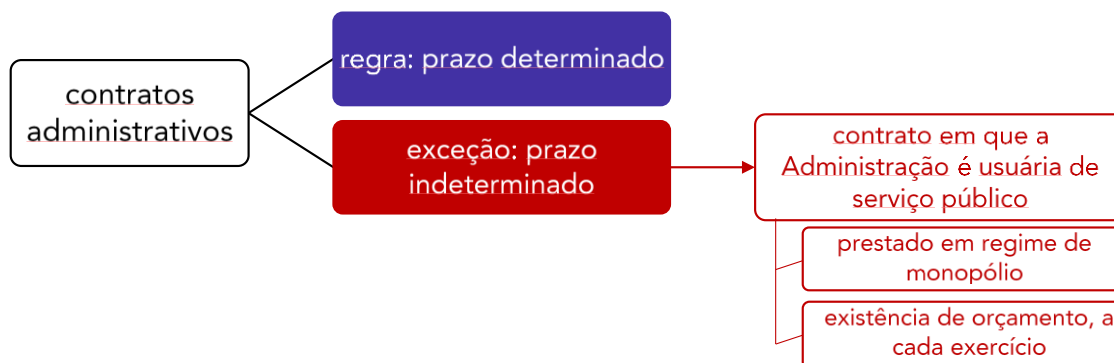 contratos
administrativos
regra: prazo determinado
exceção: prazo
indeterminado
contrato em que a
Administração é usuária de
serviço público
prestado em regime de
monopólio
existência de orçamento, a
cada exercício